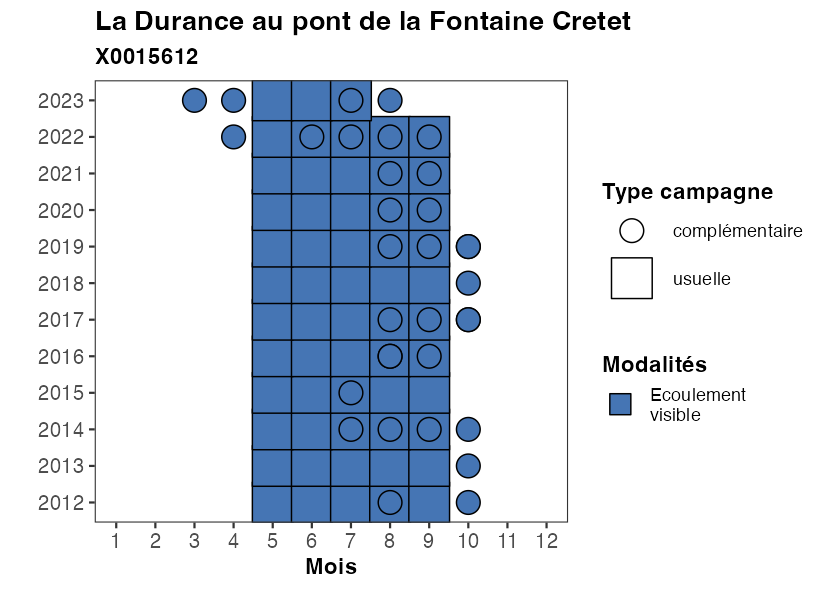 La Durance au pont de la Fontaine Cretet
X0015612
2023
2022
2021
2020
2019
2018
2017
2016
2015
2014
2013
2012
1 2 3 4 5 6 7 8 9 10 11 12
Mois
Type campagne
complémentaire
usuelle
Modalités
Ecoulement
visible